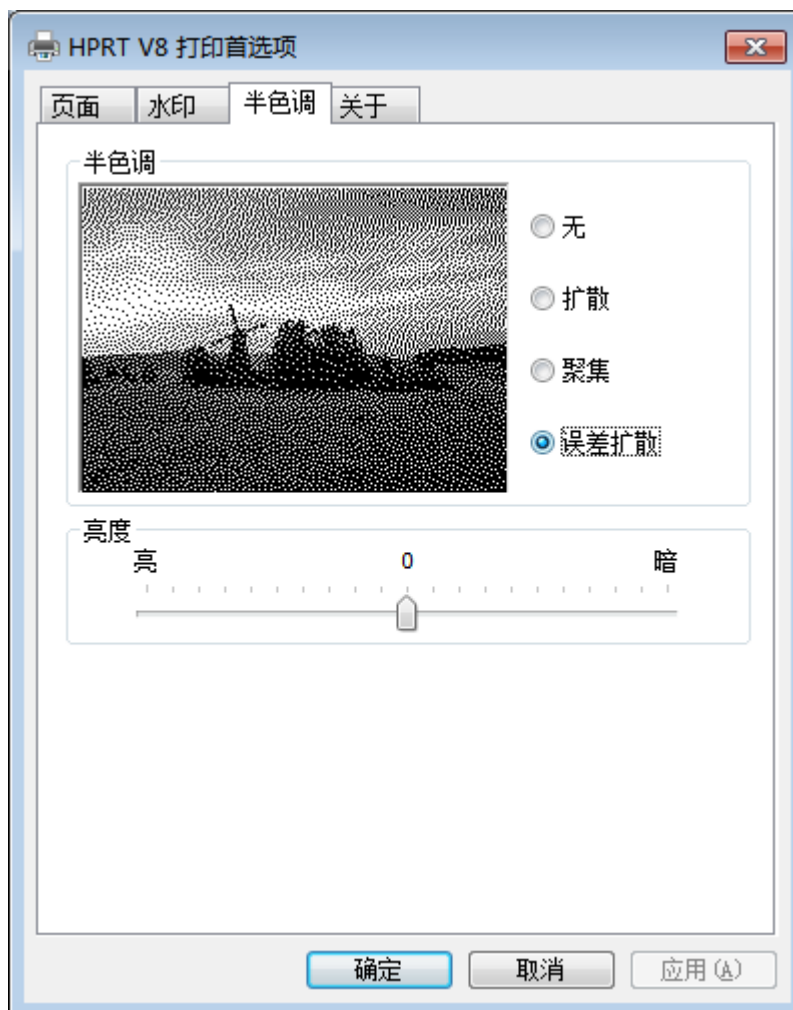 HPRT V8 打印首选项
页面 水印 半色调 关于
半色调
无
扩散
聚集
误差扩散
亮度
亮 0 暗
确定 取消 应用(A)